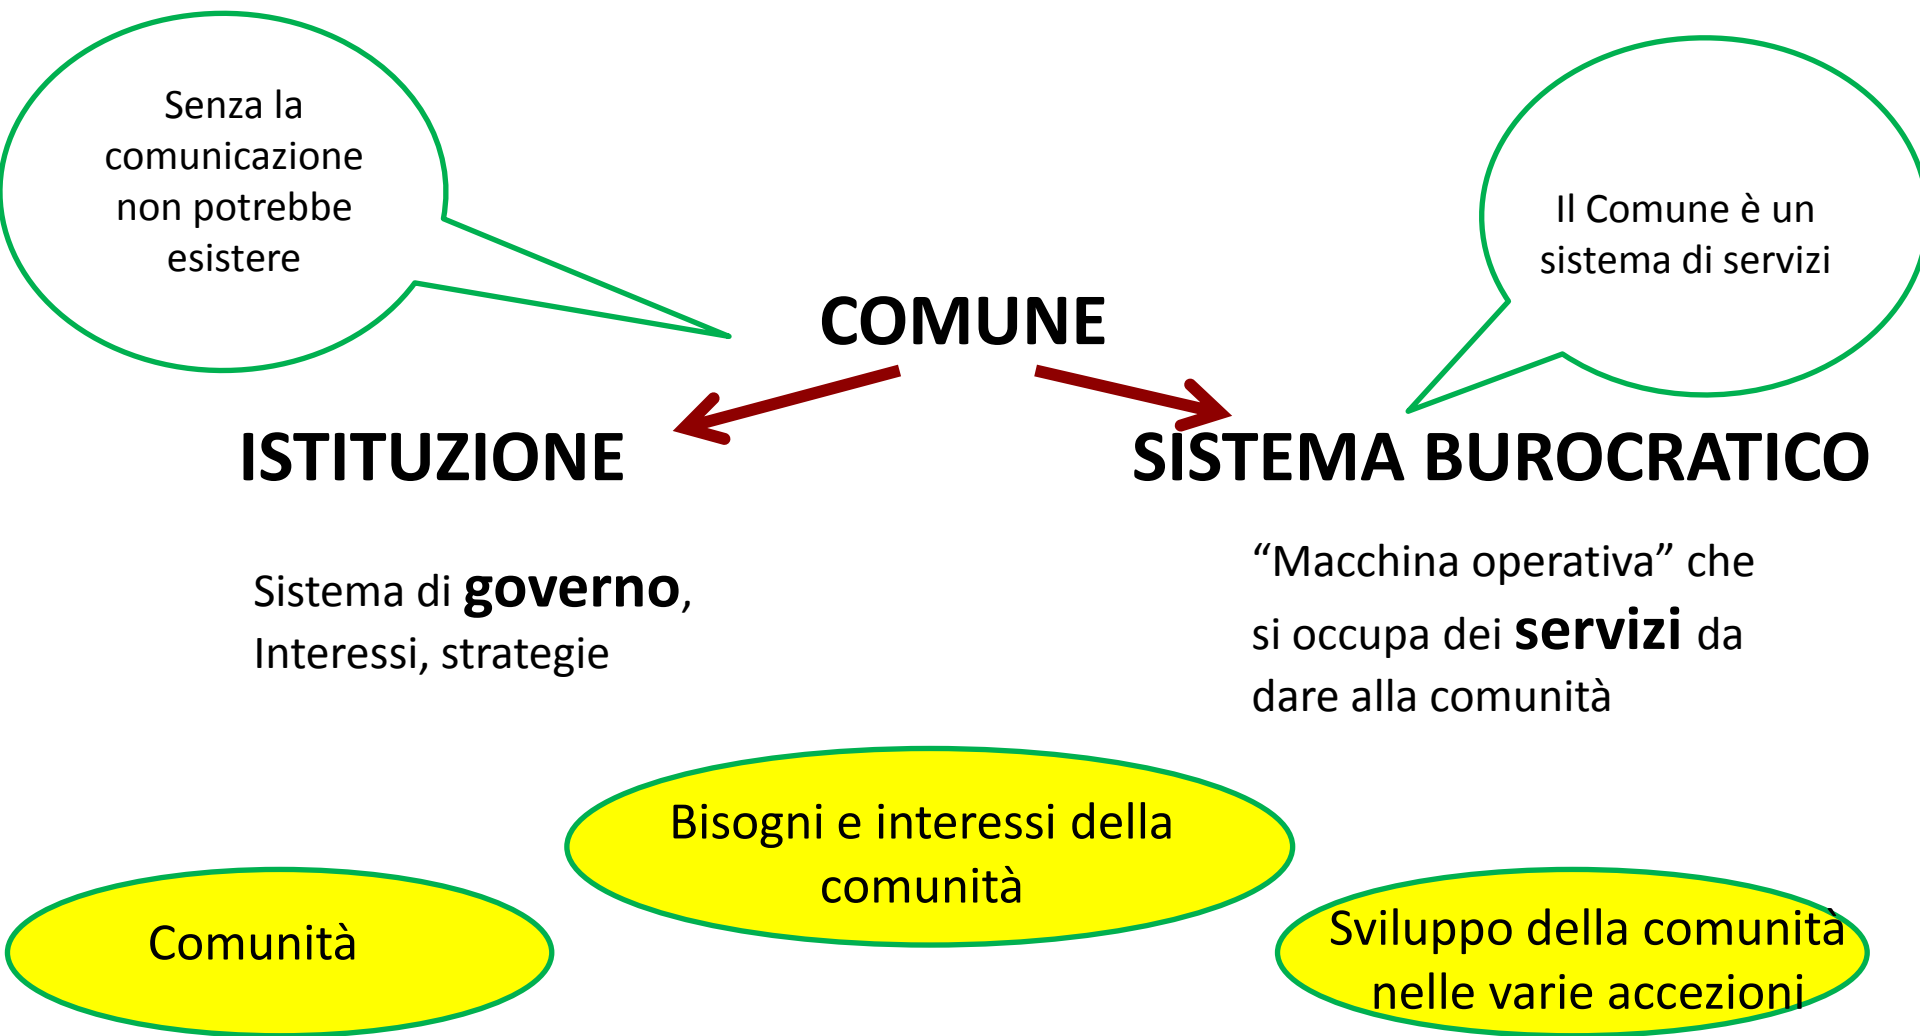 Senza la
comunicazione
non potrebbe
esistere
Il Comune è un
sistema di servizi
COMUNE
ISTITUZIONE
SISTEMA BUROCRATICO
Sistema di governo,
Interessi, strategie
“Macchina operativa” che
si occupa dei servizi da
dare alla comunità
Bisogni e interessi della
comunità
Comunità
Sviluppo della comunità
nelle varie accezioni